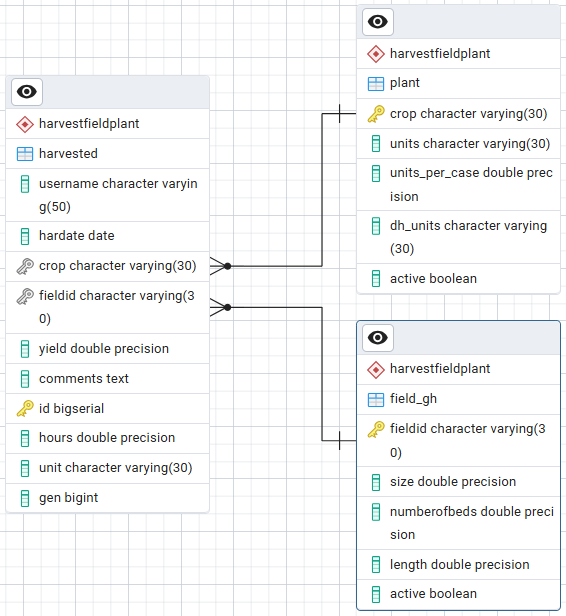 harvestfieldplant
harvested
username character varyin
g(50)
hardate date
crop character varying(30)
fieldid character varying(3
0)
yield double precision
comments text
id bigserial
hours double precision
unit character varying(30)
gen bigint
harvestfieldplant
plant
crop character varying(30)
units character varying(30)
units_per_case double prec
ision
dh_units character varying
(30)
active boolean
harvestfieldplant
field_gh
fieldid character varying(3
0)
size double precision
numberofbeds double preci
sion
length double precision
active boolean